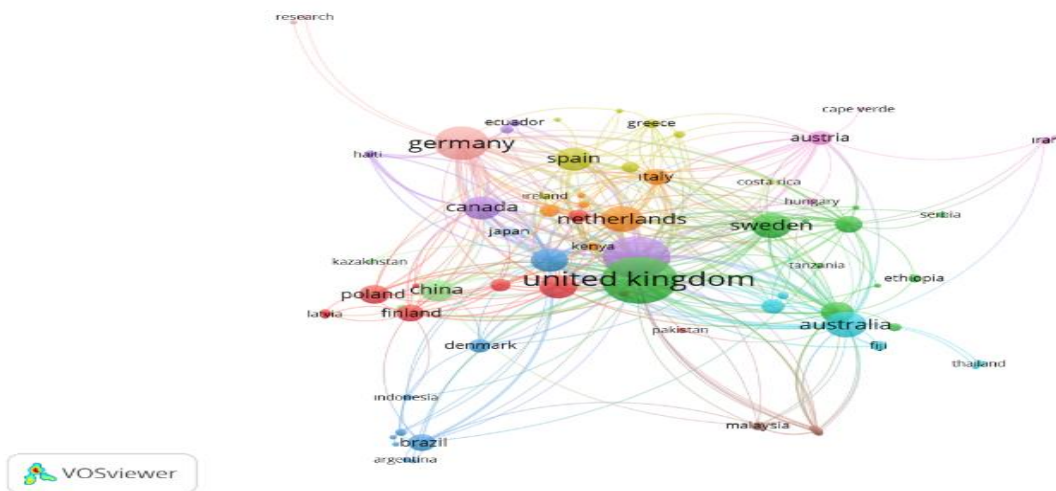 research
cape verde
ecuador
greece
germany
austria
iran
haiti
spain
italy
costa rica
ireland
hungary
canada
netherlands
serbia
japan
sweden
kenya
kazakhstan
tanzania
united kingdom
ethiopia
china
poland
latvia
finland
australia
pakistan
denmark
fiji
thailand
indonesia
malaysia
brazil
argentina
VOSviewer